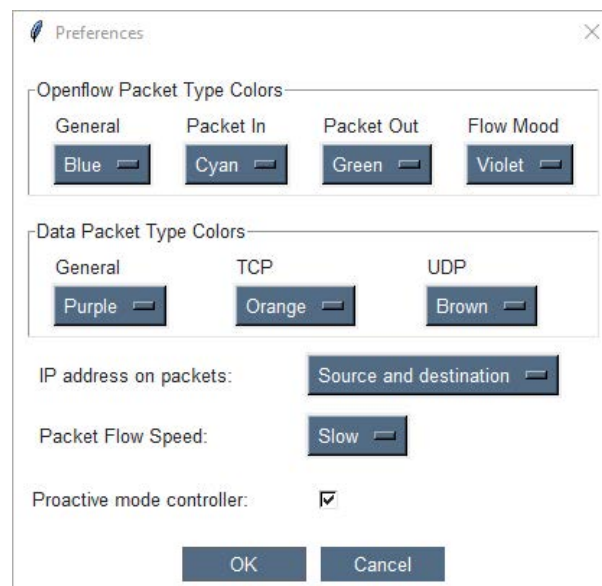 Preferences
Openflow Packet Type Colors
General Packet In Packet Out Flow Mood
Blue Cyan Green Violet
Data Packet Type Colors
General TCP UDP
Purple Orange Brown
IP address on packets: Source and destination
Packet Flow Speed: Slow
Proactive mode controller:
OK Cancel